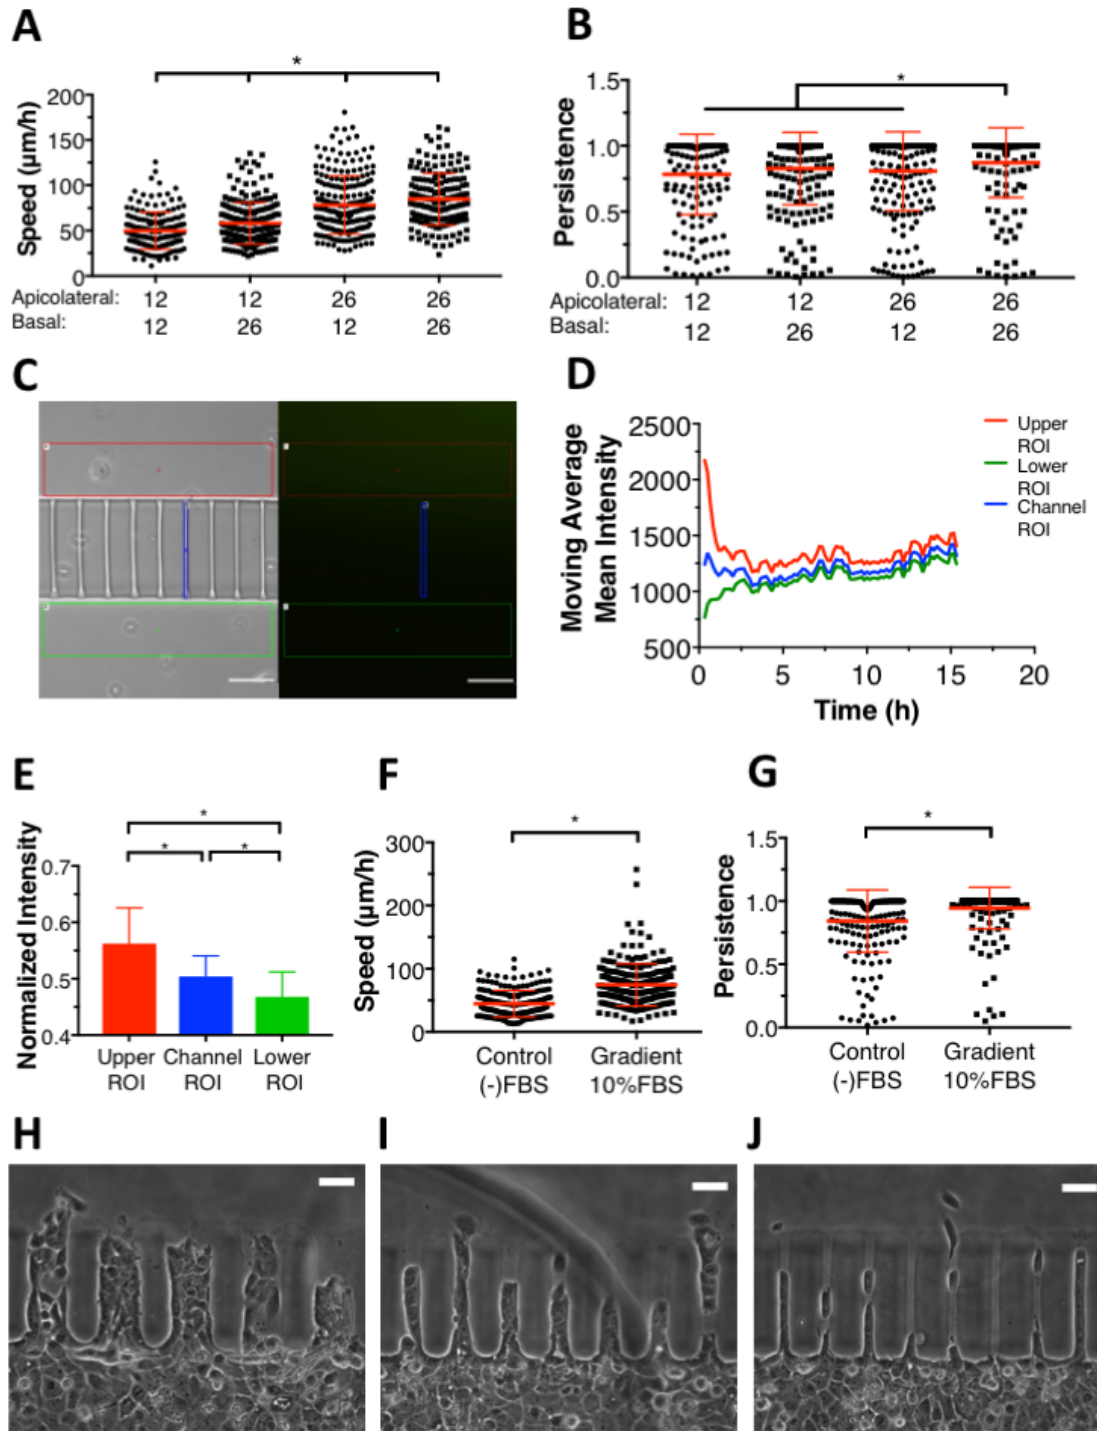 A
*
Speed (µm/h)
200
150
100
50
0
Apicolateral: 12 12 26 26
Basal: 12 26 12 26
B
*
Persistence
1.5
1.0
0.5
0.0
Apicolateral: 12 12 26 26
Basal: 12 26 12 26
C
D
Moving Average
Mean Intensity
2500
2000
1500
1000
500
0 5 10 15 20
Time (h)
Upper
ROI
Lower
ROI
Channel
ROI
E
*
* *
Normalized Intensity
0.7
0.6
0.5
0.4
Upper Channel Lower
ROI ROI ROI
F
*
Speed (µm/h)
300
200
100
0
Control Gradient
(-)FBS 10%FBS
G
*
Persistence
1.5
1.0
0.5
0.0
Control Gradient
(-)FBS 10%FBS
H
I
J